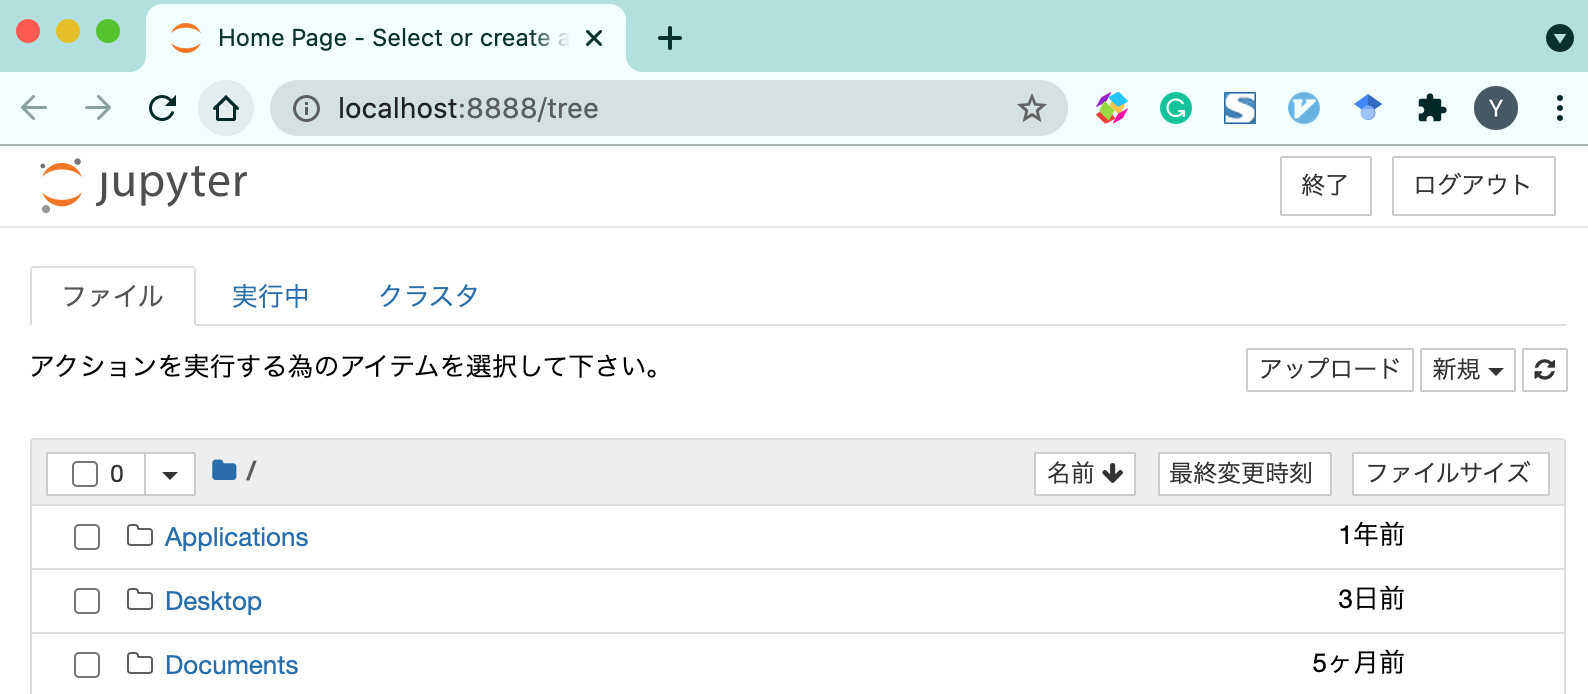 Home Page - Select or create a
localhost:8888/tree
Y
jupyter
終了 ログアウト
ファイル 実行中 クラスタ
アクションを実行する為のアイテムを選択して下さい。
アップロード 新規
0 / 名前 最終変更時刻 ファイルサイズ
Applications 1年前
Desktop 3日前
Documents 5ヶ月前